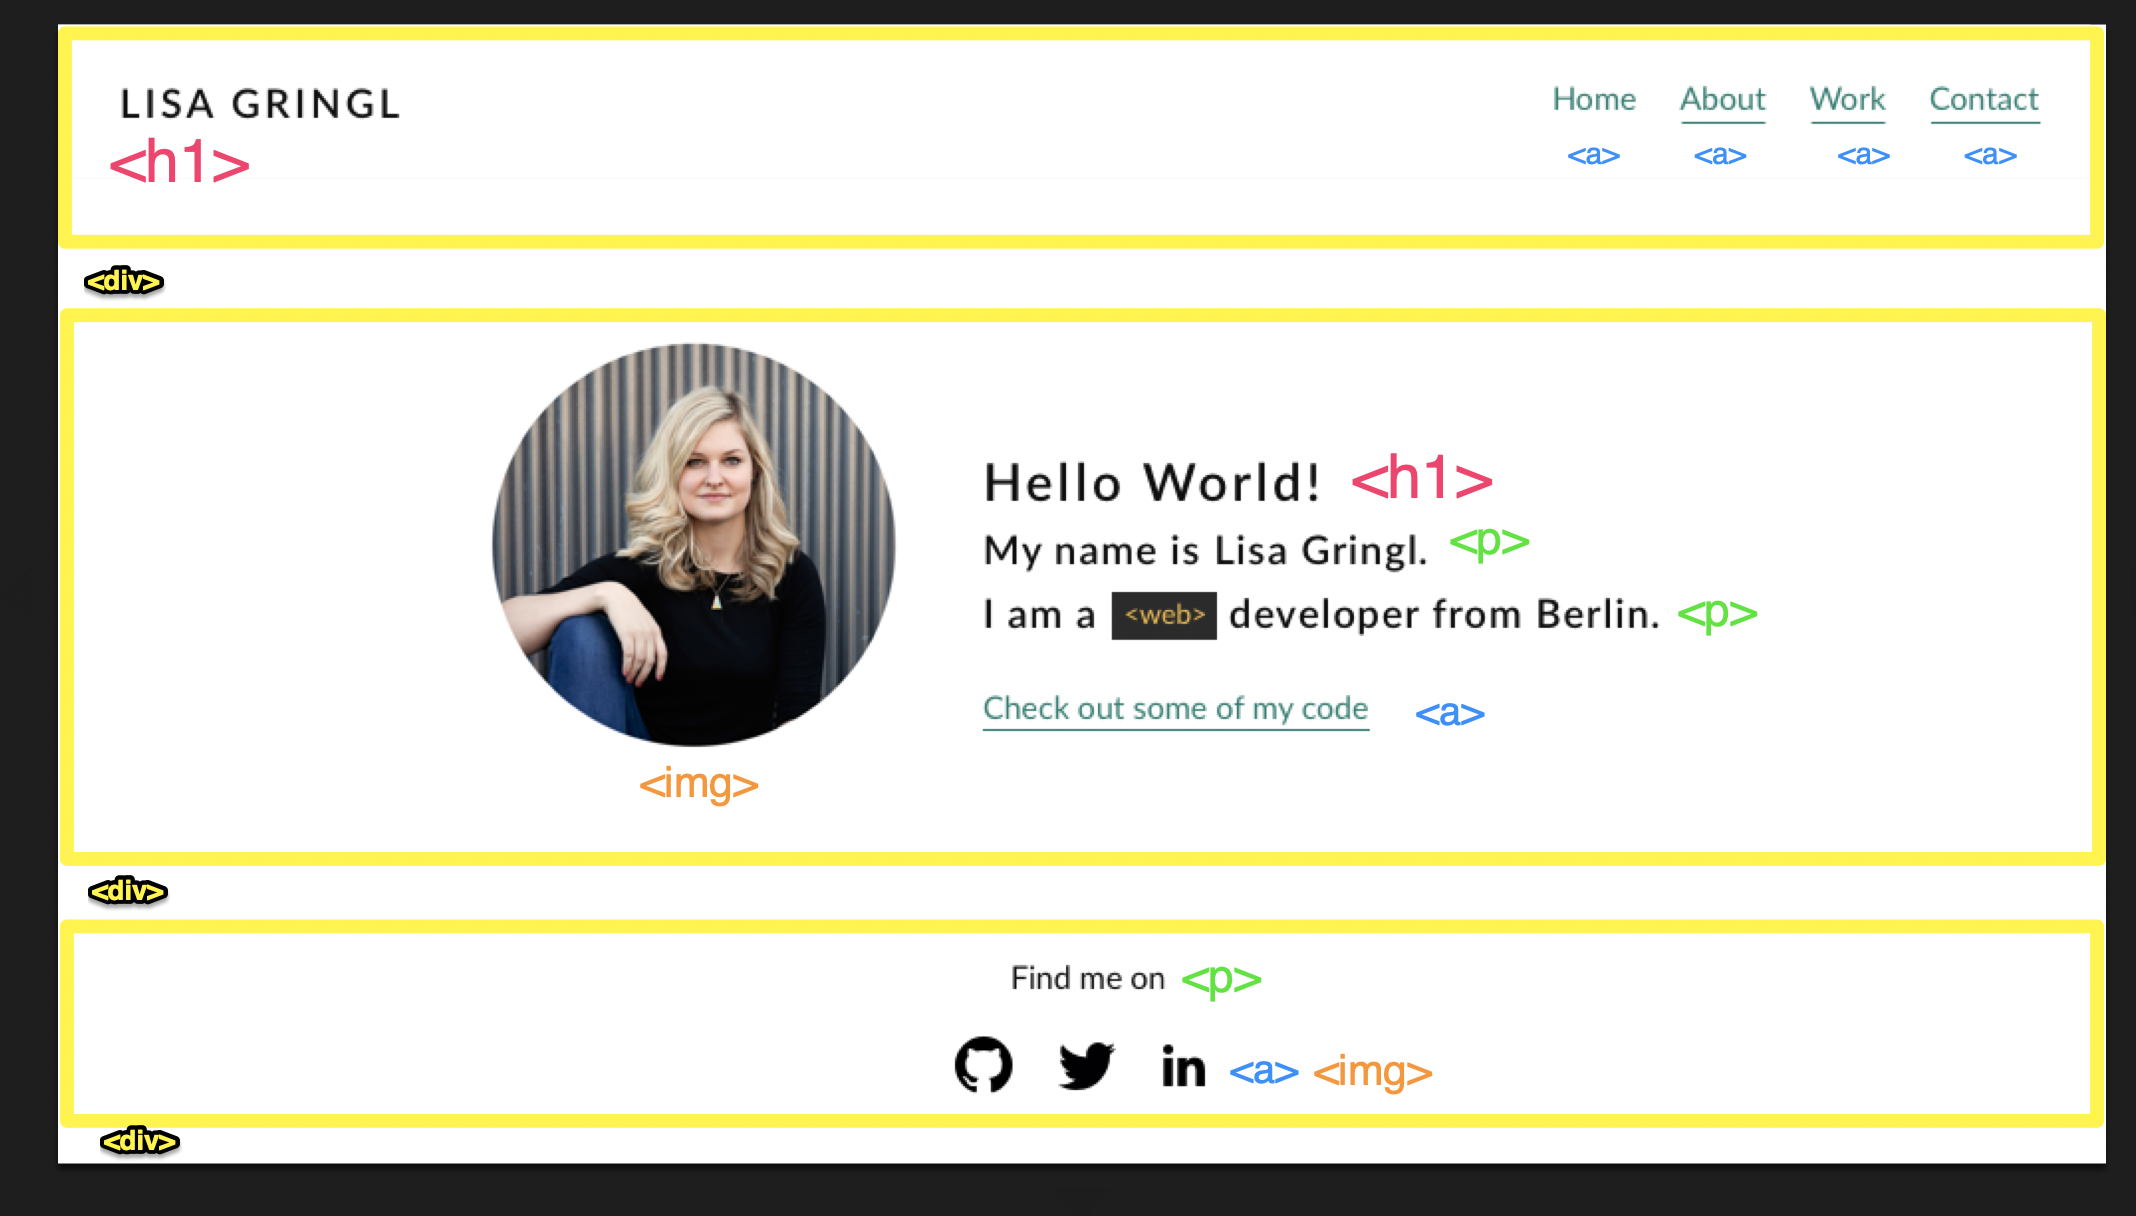 LISA GRINGL Home About Work Contact
<h1> <a> <a> <a> <a>
<div>
Hello World! <h1>
My name is Lisa Gringl. <p>
I am a <web> developer from Berlin. <p>
Check out some of my code <a>
<img>
<div>
Find me on <p>
in <a> <img>
<div>